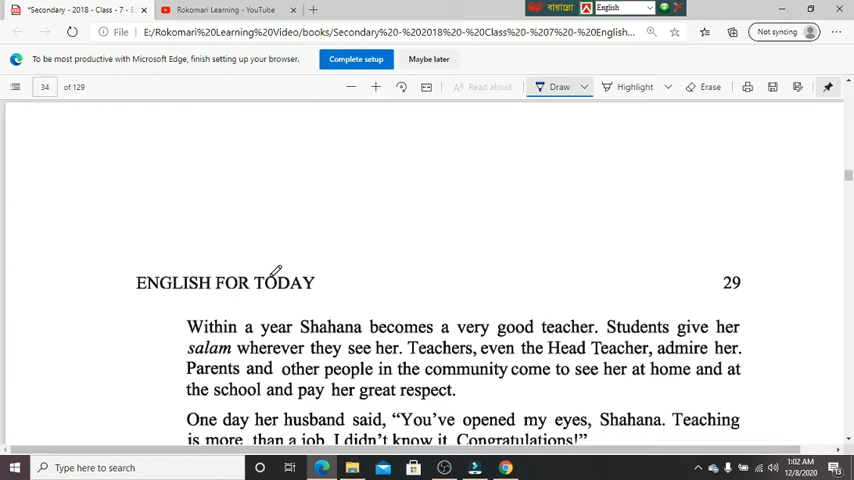 *Secondary - 2018 - Class - 7 - E
Rokomari Learning - YouTube
বায়ান্নো English
File E:/Rokomari%20Learning%20Video/books/Secondary%20-%202018%20-%20Class%20-%207%20-%20English...
Not syncing
To be most productive with Microsoft Edge, finish setting up your browser. Complete setup Maybe later
34 of 129 Read aloud Draw Highlight Erase
ENGLISH FOR TODAY 29
Within a year Shahana becomes a very good teacher. Students give her
salam wherever they see her. Teachers, even the Head Teacher, admire her.
Parents and other people in the community come to see her at home and at
the school and pay her great respect.
One day her husband said, “You’ve opened my eyes, Shahana. Teaching
is more than a job. I didn’t know it. Congratulations!”
Type here to search
1:02 AM
12/8/2020